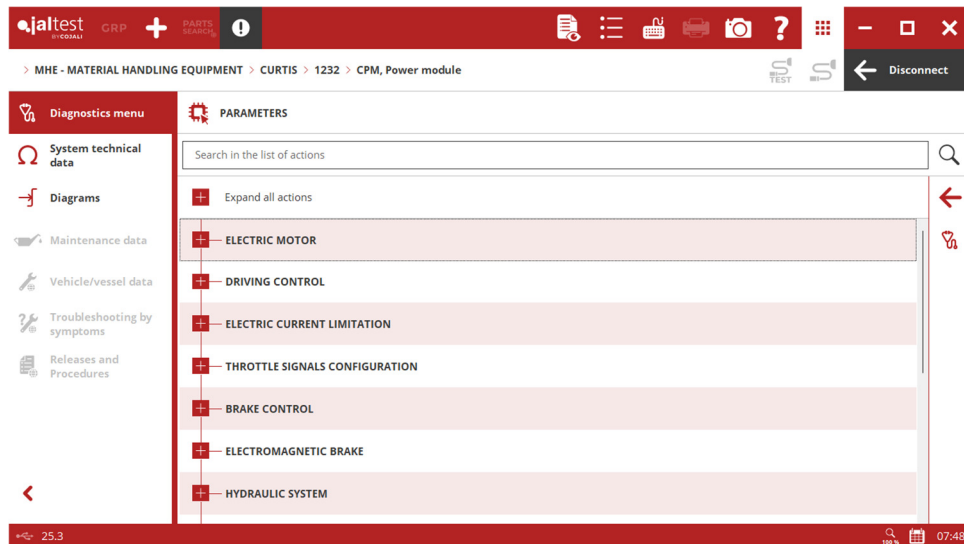 jaltest
BY COJALI
GRP
PARTS
SEARCH
?
> MHE - MATERIAL HANDLING EQUIPMENT > CURTIS > 1232 > CPM, Power module
TEST
Disconnect
Diagnostics menu
System technical
data
Diagrams
Maintenance data
Vehicle/vessel data
Troubleshooting by
symptoms
Releases and
Procedures
PARAMETERS
Search in the list of actions
Expand all actions
ELECTRIC MOTOR
DRIVING CONTROL
ELECTRIC CURRENT LIMITATION
THROTTLE SIGNALS CONFIGURATION
BRAKE CONTROL
ELECTROMAGNETIC BRAKE
HYDRAULIC SYSTEM
25.3
100 %
07:48